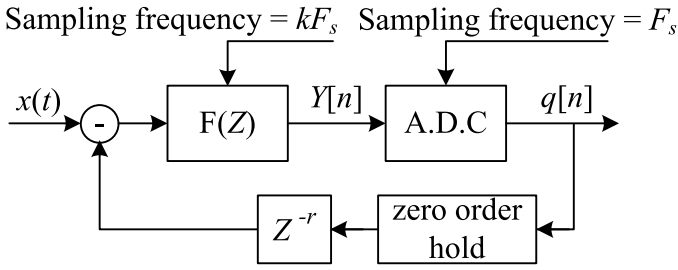 Sampling frequency = kFs
Sampling frequency = Fs
x(t)
-
F(Z)
Y[n]
A.D.C
q[n]
Z-r
zero order
hold